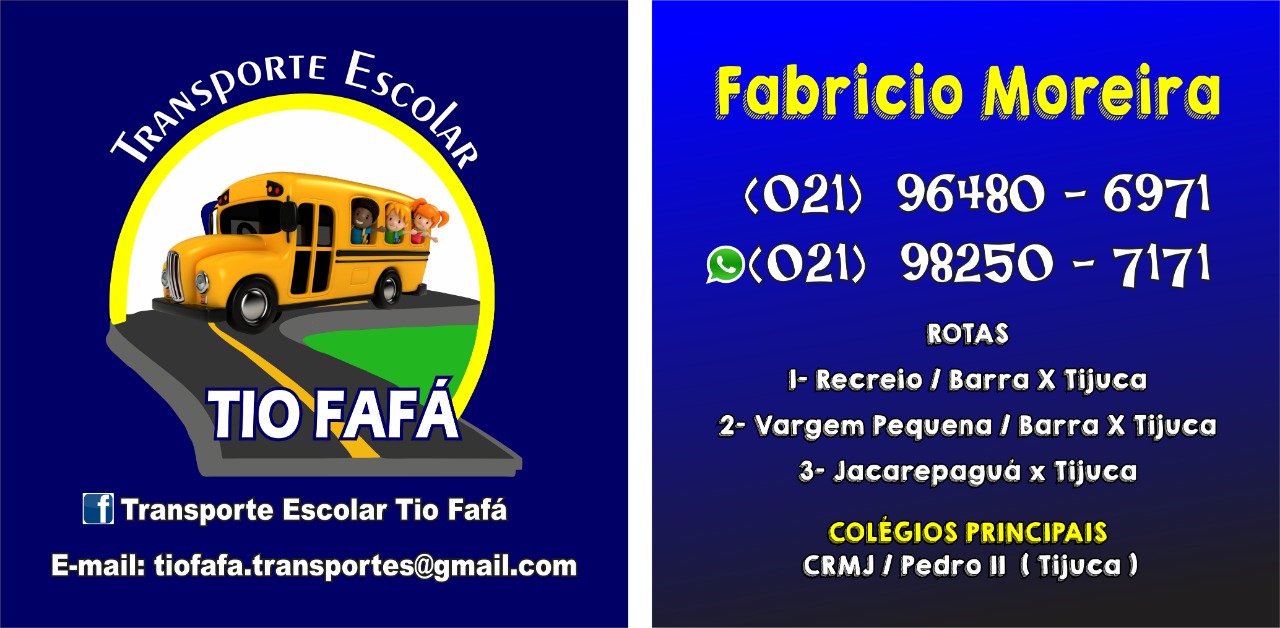 Transporte Escolar
TIO FAFÁ
Transporte Escolar Tio Fafá
E-mail: tiofafa.transportes@gmail.com
Fabricio Moreira
(021) 96480 - 6971
(021) 98250 - 7171
ROTAS
1- Recreio / Barra X Tijuca
2- Vargem Pequena / Barra X Tijuca
3- Jacarepaguá x Tijuca
COLÉGIOS PRINCIPAIS
CRMJ / Pedro II ( Tijuca )